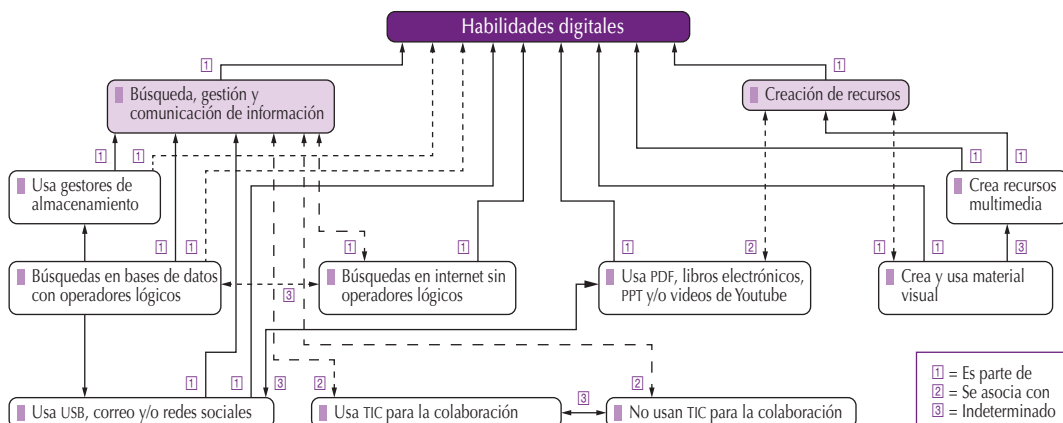 Habilidades digitales
1
1
Búsqueda, gestión y
comunicación de información
Creación de recursos
1
1
1
1
Usa gestores de
almacenamiento
Crea recursos
multimedia
1
1
1
1
2
1
1
3
Búsquedas en bases de datos
con operadores lógicos
3
Búsquedas en internet sin
operadores lógicos
Usa PDF, libros electrónicos,
PPT y/o videos de Youtube
Crea y usa material
visual
1
1
3
2
3
2
Usa USB, correo y/o redes sociales
Usa TIC para la colaboración
No usan TIC para la colaboración
1 = Es parte de
2 = Se asocia con
3 = Indeterminado